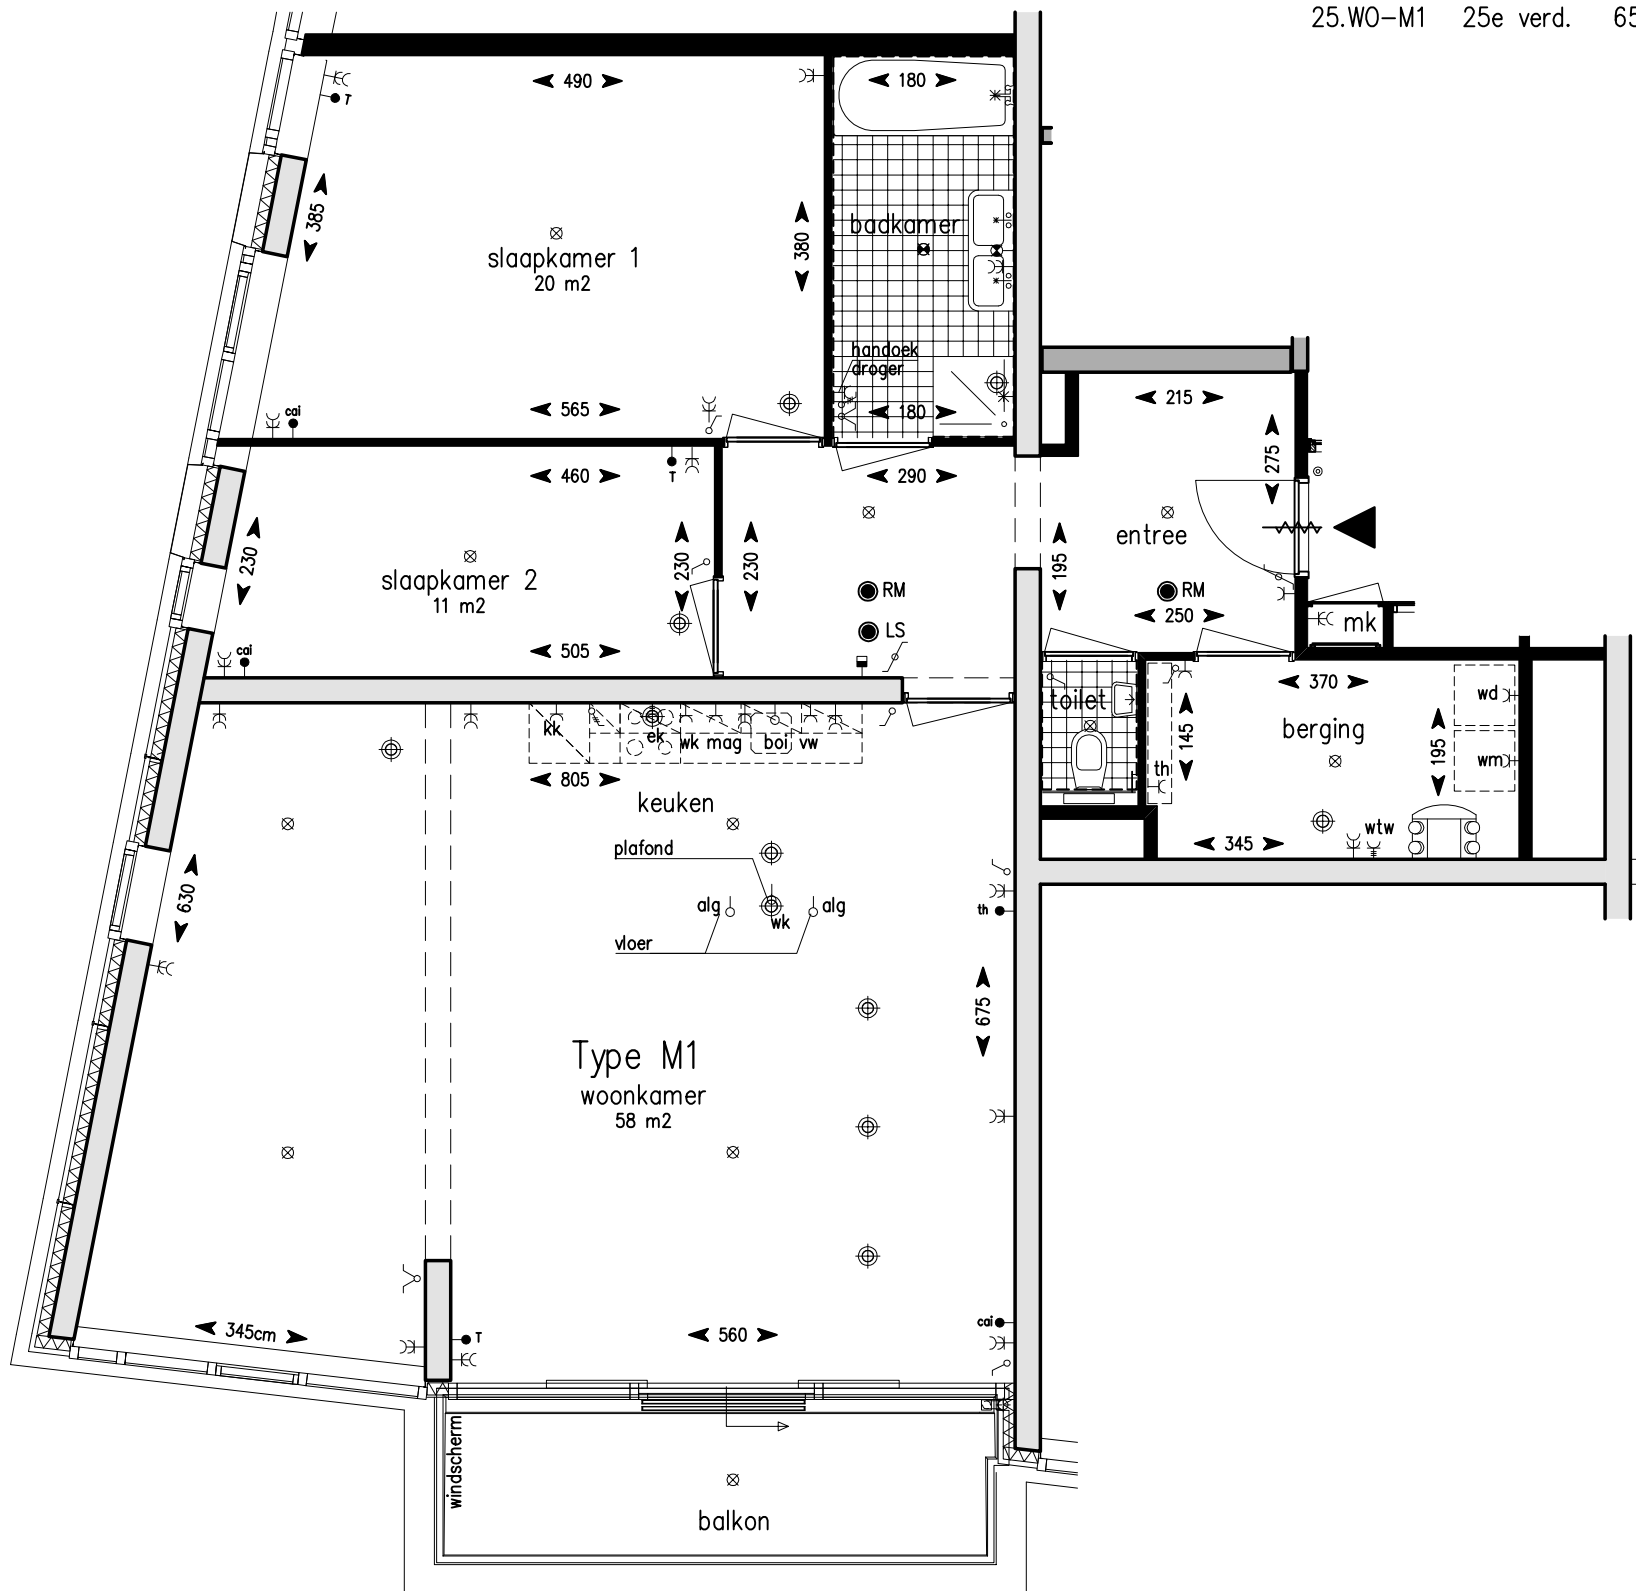 25.WO-M1 25e verd. 65
490
180
T
385
380
badkamer
slaapkamer 1
20 m2
handoek
droger
565
180
215
cai
275
T
460
290
230
slaapkamer 2
11 m2
230
230
195
entree
RM
RM
LS
250
mk
505
cai
370
toilet
145
th
berging
195
wd
wm
kk
ek
wk
mag
boi
vw
805
keuken
345
wtw
plafond
630
alg
alg
wk
th
vloer
675
Type M1
woonkamer
58 m2
cai
345cm
T
560
windscherm
balkon